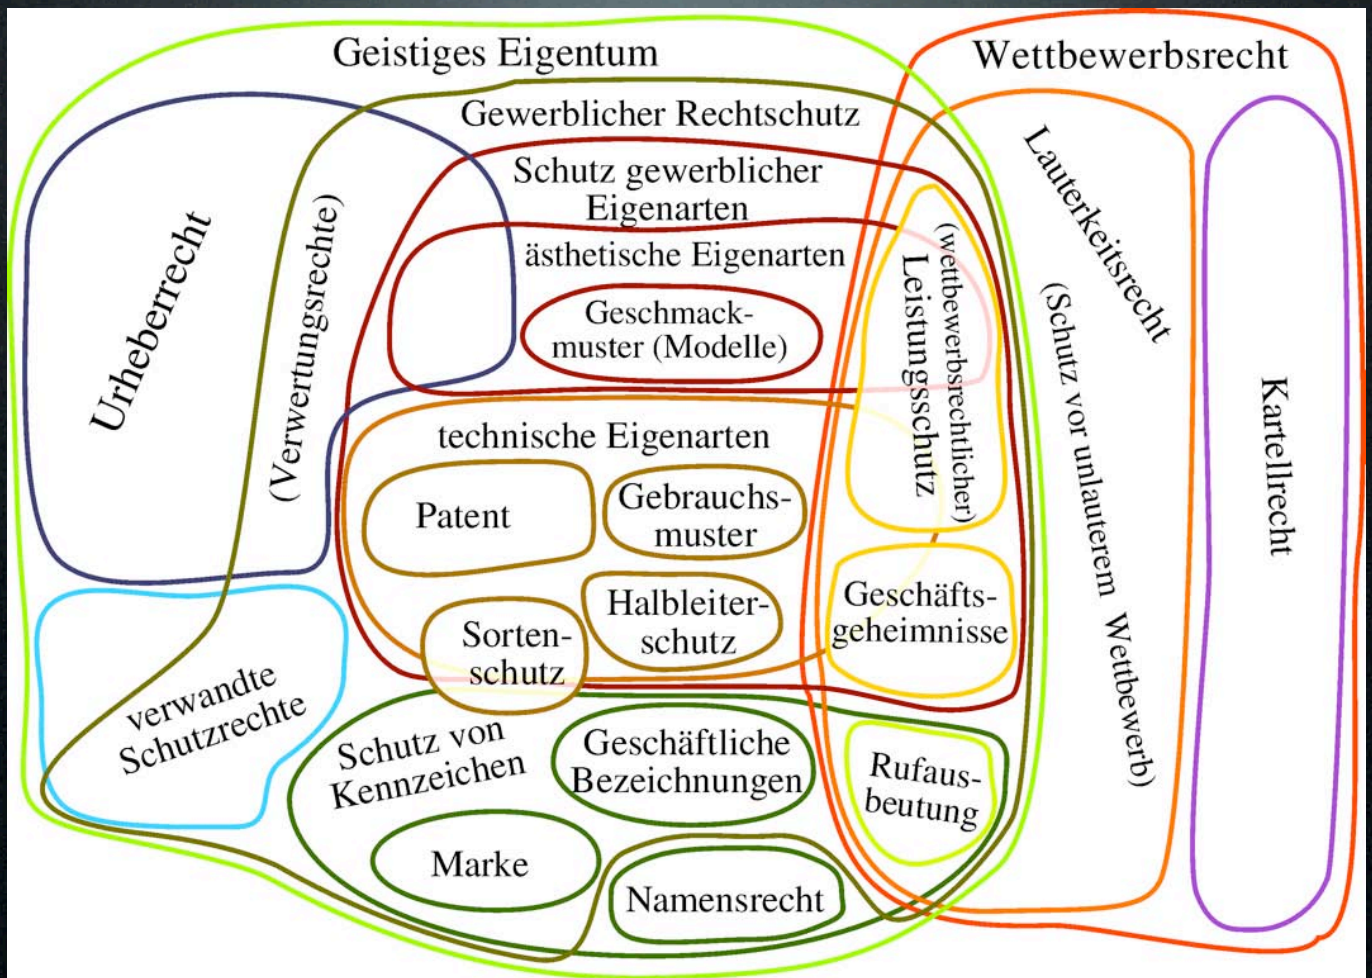 Geistiges Eigentum
Wettbewerbsrecht
Gewerblicher Rechtschutz
Schutz gewerblicher
Eigenarten
ästhetische Eigenarten
Geschmack-
muster (Modelle)
Urheberrecht
(Verwertungsrechte)
technische Eigenarten
Patent
Gebrauchs-
muster
Halbleiter-
schutz
Sorten-
schutz
(wettbewerbsrechtlicher)
Leistungsschutz
Geschäfts-
geheimnisse
Lauterkeitsrecht
(Schutz vor unlauterem Wettbewerb)
Kartellrecht
verwandte
Schutzrechte
Schutz von
Kennzeichen
Geschäftliche
Bezeichnungen
Rufaus-
beutung
Marke
Namensrecht